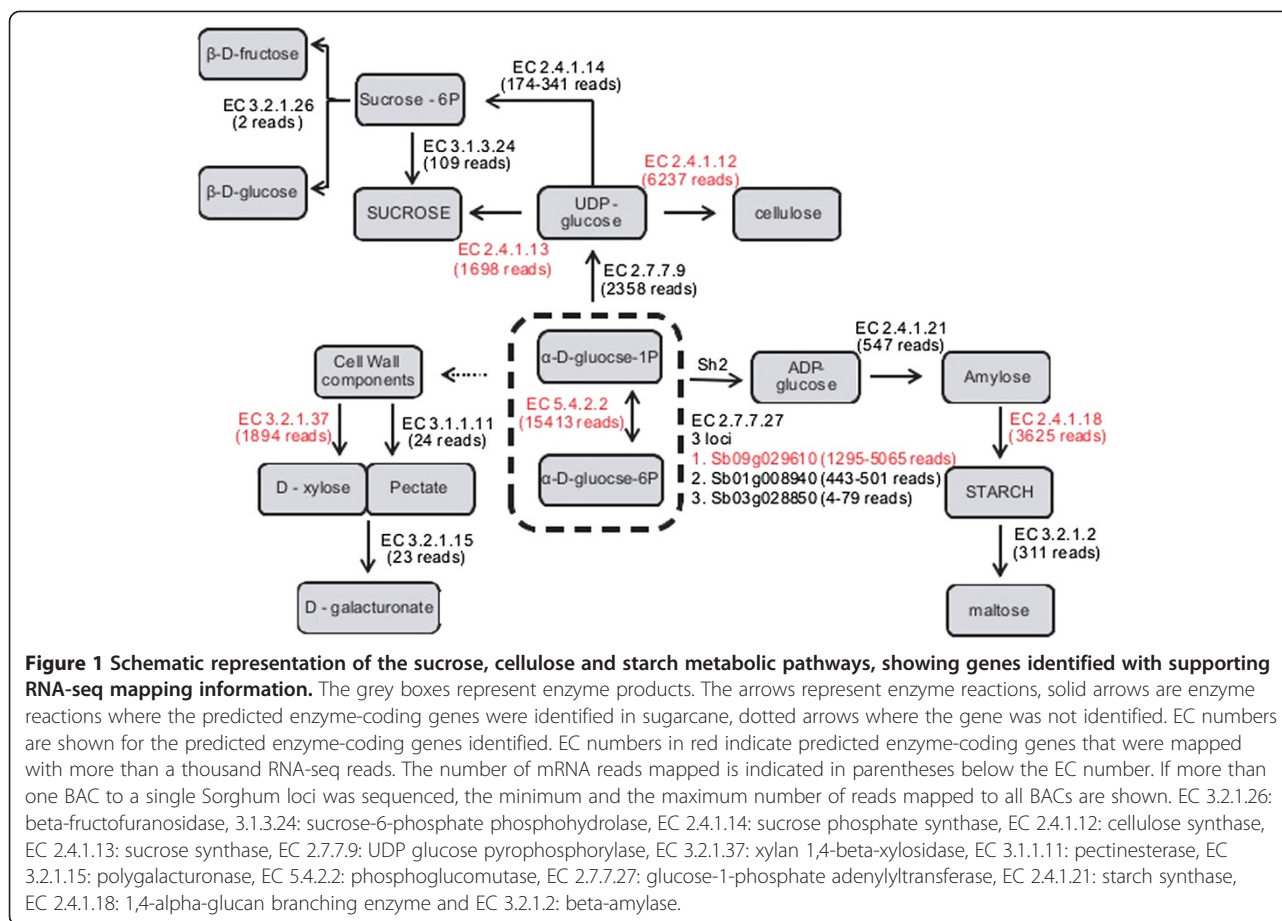 β-D-fructose
EC 3.2.1.26
(2 reads )
β-D-glucose
Sucrose - 6P
EC 2.4.1.14
(174-341 reads)
EC 3.1.3.24
(109 reads)
SUCROSE
UDP-
glucose
EC 2.4.1.12
(6237 reads)
cellulose
EC 2.4.1.13
(1698 reads)
EC 2.7.7.9
(2358 reads)
Cell Wall
components
EC 3.2.1.37
(1894 reads)
EC 3.1.1.11
(24 reads)
D - xylose
Pectate
EC 3.2.1.15
(23 reads)
D - galacturonate
α-D-gluocse-1P
EC 5.4.2.2
(15413 reads)
α-D-gluocse-6P
Sh2
ADP-
glucose
EC 2.7.7.27
3 loci
1. Sb09g029610 (1295-5065 reads)
2. Sb01g008940 (443-501 reads)
3. Sb03g028850 (4-79 reads)
EC 2.4.1.21
(547 reads)
Amylose
EC 2.4.1.18
(3625 reads)
STARCH
EC 3.2.1.2
(311 reads)
maltose
Figure 1 Schematic representation of the sucrose, cellulose and starch metabolic pathways, showing genes identified with supporting
RNA-seq mapping information. The grey boxes represent enzyme products. The arrows represent enzyme reactions, solid arrows are enzyme
reactions where the predicted enzyme-coding genes were identified in sugarcane, dotted arrows where the gene was not identified. EC numbers
are shown for the predicted enzyme-coding genes identified. EC numbers in red indicate predicted enzyme-coding genes that were mapped
with more than a thousand RNA-seq reads. The number of mRNA reads mapped is indicated in parentheses below the EC number. If more than
one BAC to a single Sorghum loci was sequenced, the minimum and the maximum number of reads mapped to all BACs are shown. EC 3.2.1.26:
beta-fructofuranosidase, 3.1.3.24: sucrose-6-phosphate phosphohydrolase, EC 2.4.1.14: sucrose phosphate synthase, EC 2.4.1.12: cellulose synthase,
EC 2.4.1.13: sucrose synthase, EC 2.7.7.9: UDP glucose pyrophosphorylase, EC 3.2.1.37: xylan 1,4-beta-xylosidase, EC 3.1.1.11: pectinesterase, EC
3.2.1.15: polygalacturonase, EC 5.4.2.2: phosphoglucomutase, EC 2.7.7.27: glucose-1-phosphate adenylyltransferase, EC 2.4.1.21: starch synthase,
EC 2.4.1.18: 1,4-alpha-glucan branching enzyme and EC 3.2.1.2: beta-amylase.